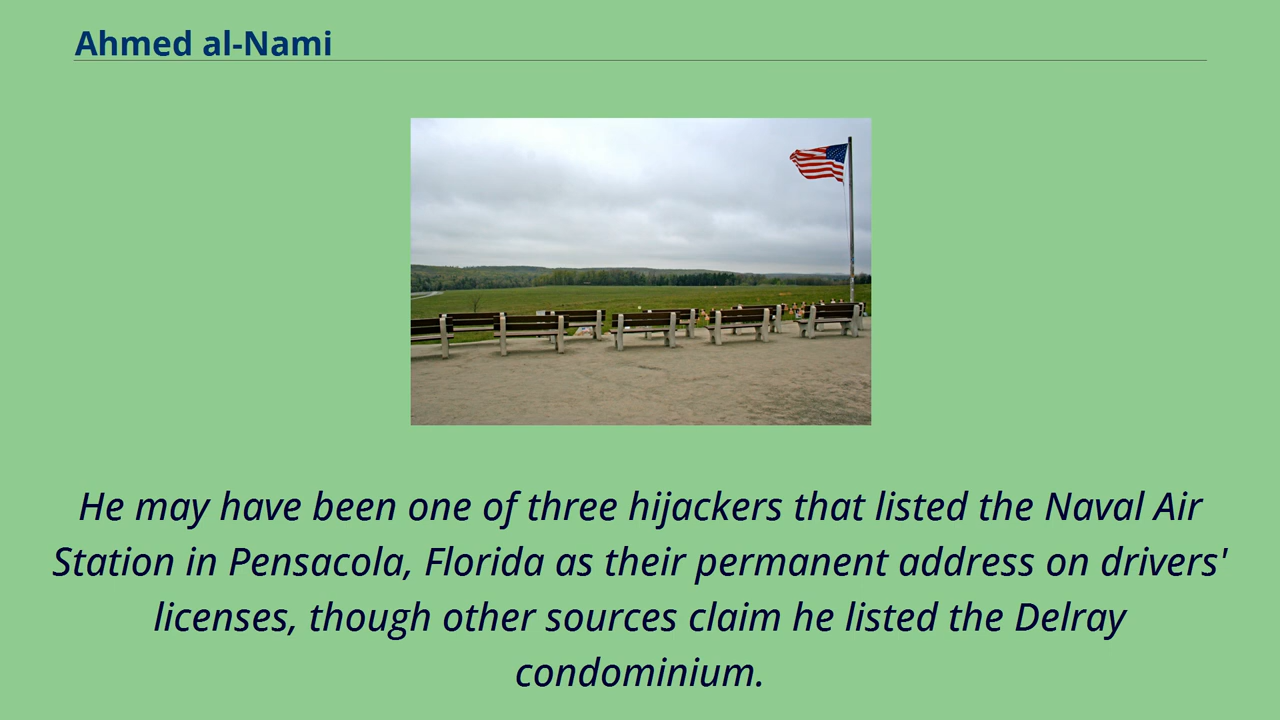 Ahmed al-Nami
He may have been one of three hijackers that listed the Naval Air
Station in Pensacola, Florida as their permanent address on drivers'
licenses, though other sources claim he listed the Delray
condominium.